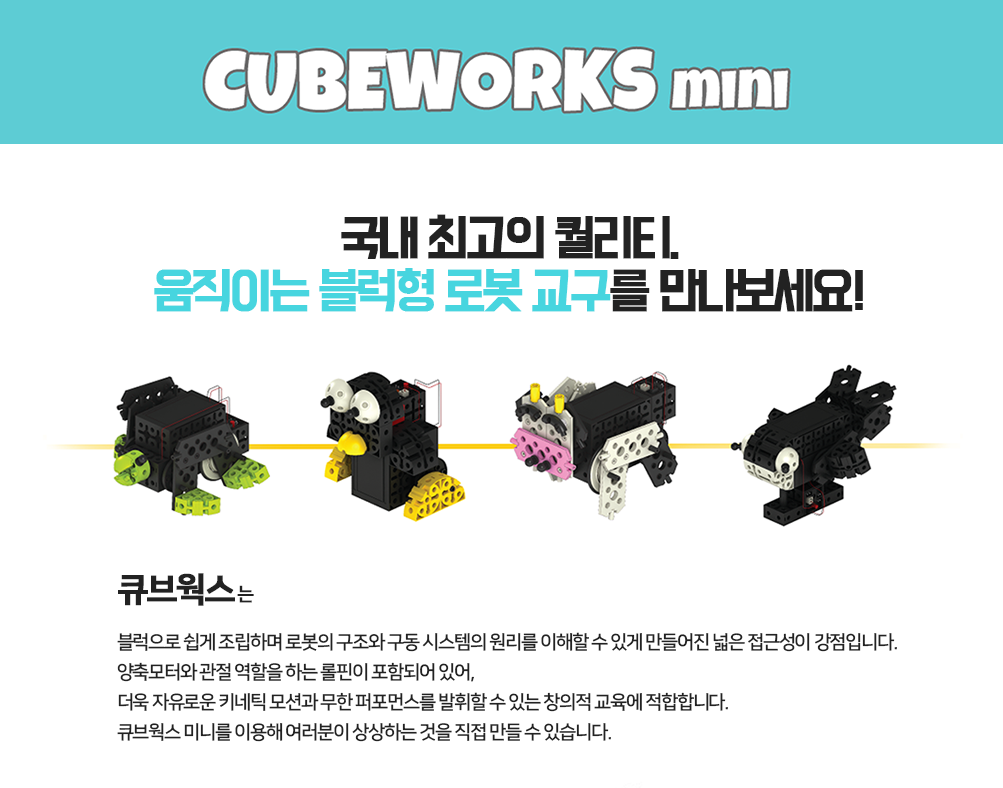 CUBEWORKS mini
국내 최고의 퀄리티.
움직이는 블럭형 로봇 교구를 만나보세요!
큐브웍스는
블럭으로 쉽게 조립하며 로봇의 구조와 구동 시스템의 원리를 이해할 수 있게 만들어진 넓은 접근성이 강점입니다.
양축모터와 관절 역할을 하는 롤핀이 포함되어 있어,
더욱 자유로운 키네틱 모션과 무한 퍼포먼스를 발휘할 수 있는 창의적 교육에 적합합니다.
큐브웍스 미니를 이용해 여러분이 상상하는 것을 직접 만들 수 있습니다.